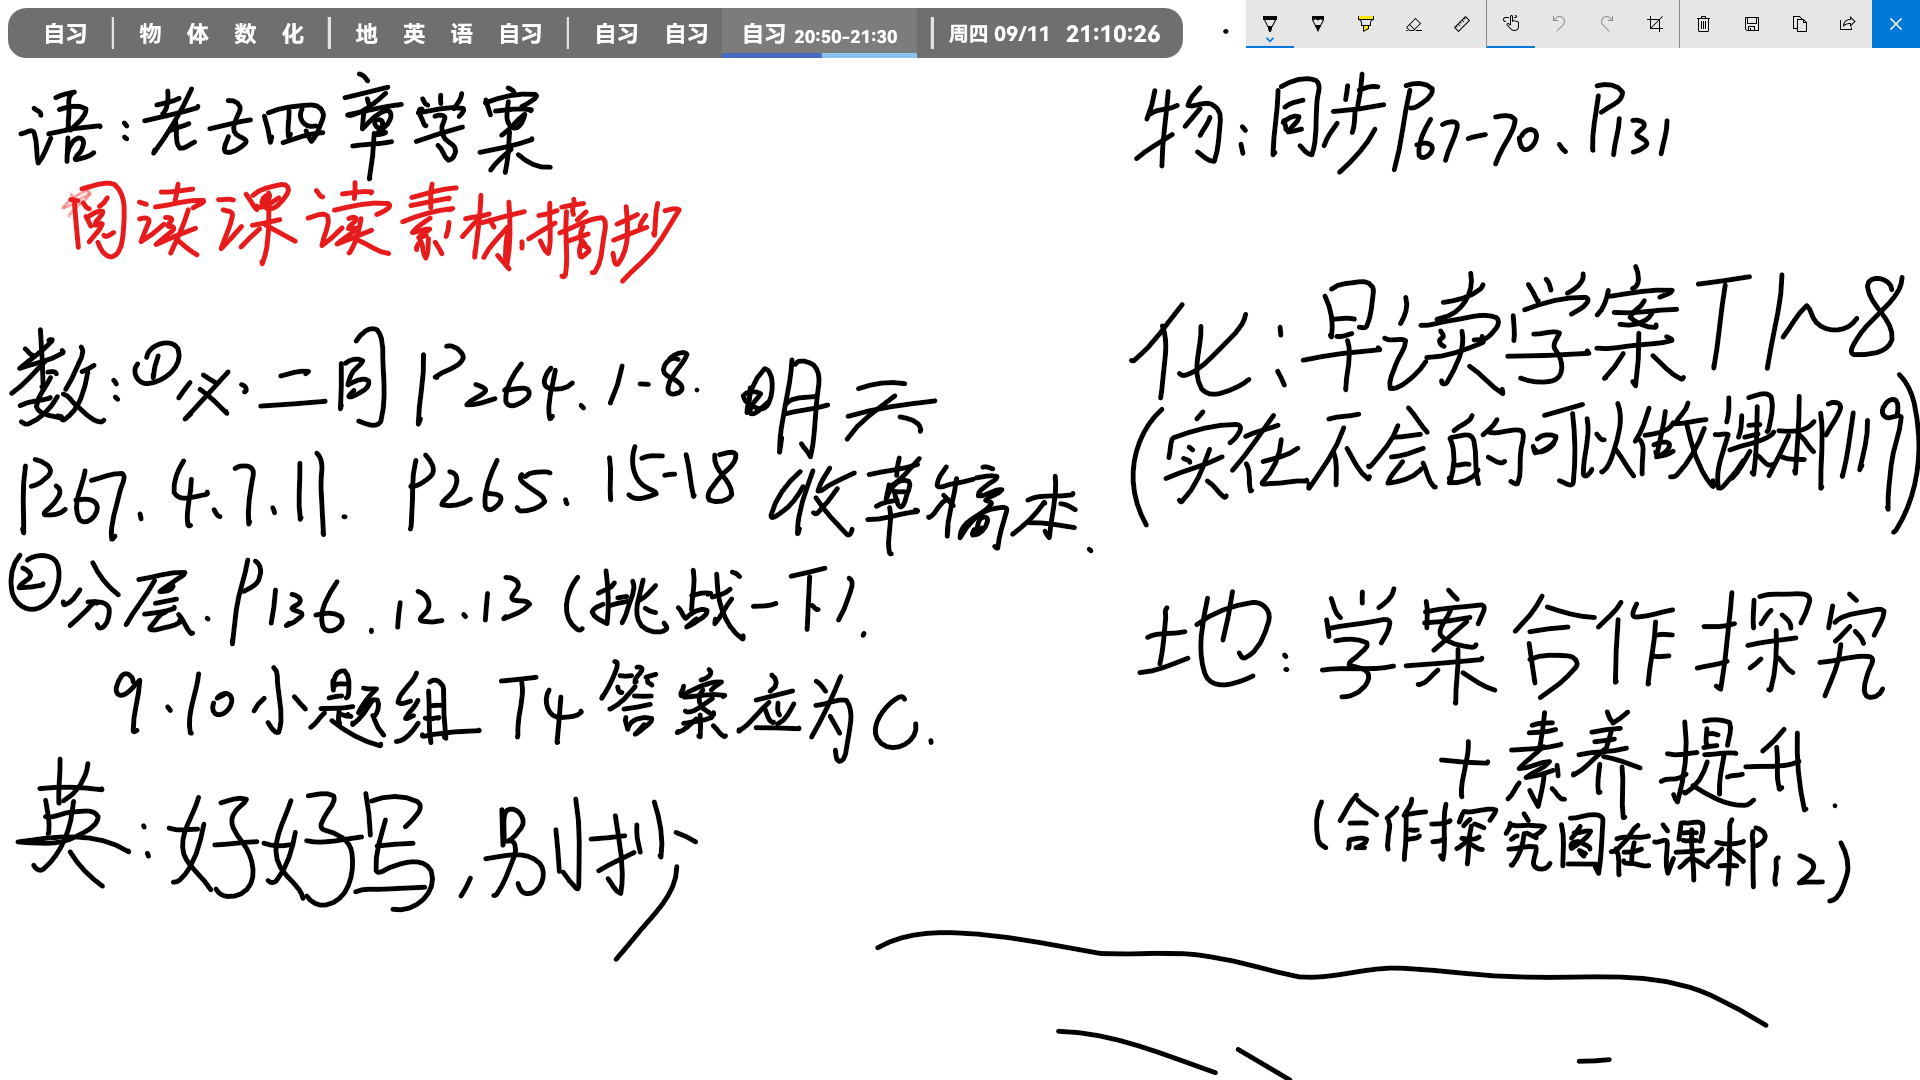 自习 | 物 体 数 化 | 地 英 语 自习 | 自习 自习 自习 20:50-21:30 | 周四 09/11 21:10:26
语:老子四章学案
阅读课读素材摘抄
数:①必二同 P264. 1-8. 明天
P267. 4.7.11. P265. 15-18 收草稿本.
②分层. P136. 12.13 (挑战一下).
9.10小题组 T4 答案应为C.
英:好好写,别抄
物:同步P67-70、P131
化:早读学案T1~8
(实在不会的可以做课本P119)
地:学案合作探究
+素养提升.
(合作探究图在课本P12)